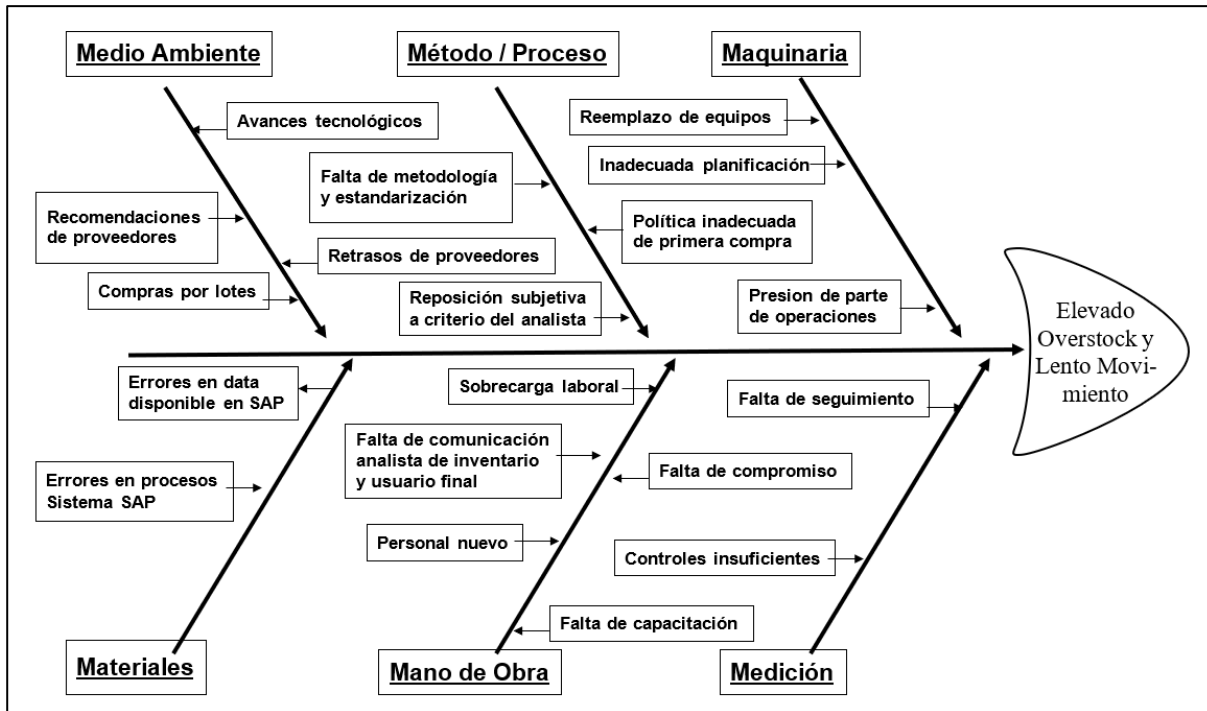 Medio Ambiente
Método / Proceso
Maquinaria
Avances tecnológicos
Recomendaciones
de proveedores
Retrasos de proveedores
Compras por lotes
Falta de metodología
y estandarización
Política inadecuada
de primera compra
Reposición subjetiva
a criterio del analista
Reemplazo de equipos
Inadecuada planificación
Presion de parte
de operaciones
Elevado
Overstock y
Lento Movi-
miento
Errores en data
disponible en SAP
Errores en procesos
Sistema SAP
Sobrecarga laboral
Falta de comunicación
analista de inventario
y usuario final
Falta de compromiso
Personal nuevo
Falta de capacitación
Falta de seguimiento
Controles insuficientes
Materiales
Mano de Obra
Medición